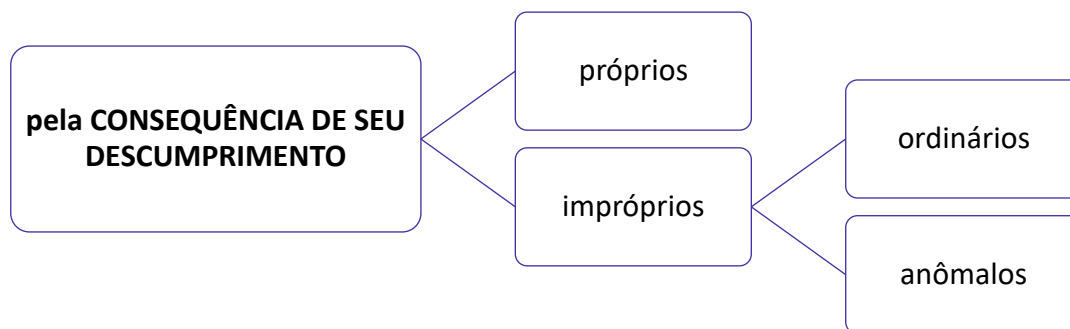 pela CONSEQUÊNCIA DE SEU
DESCUMPRIMENTO
próprios
impróprios
ordinários
anômalos